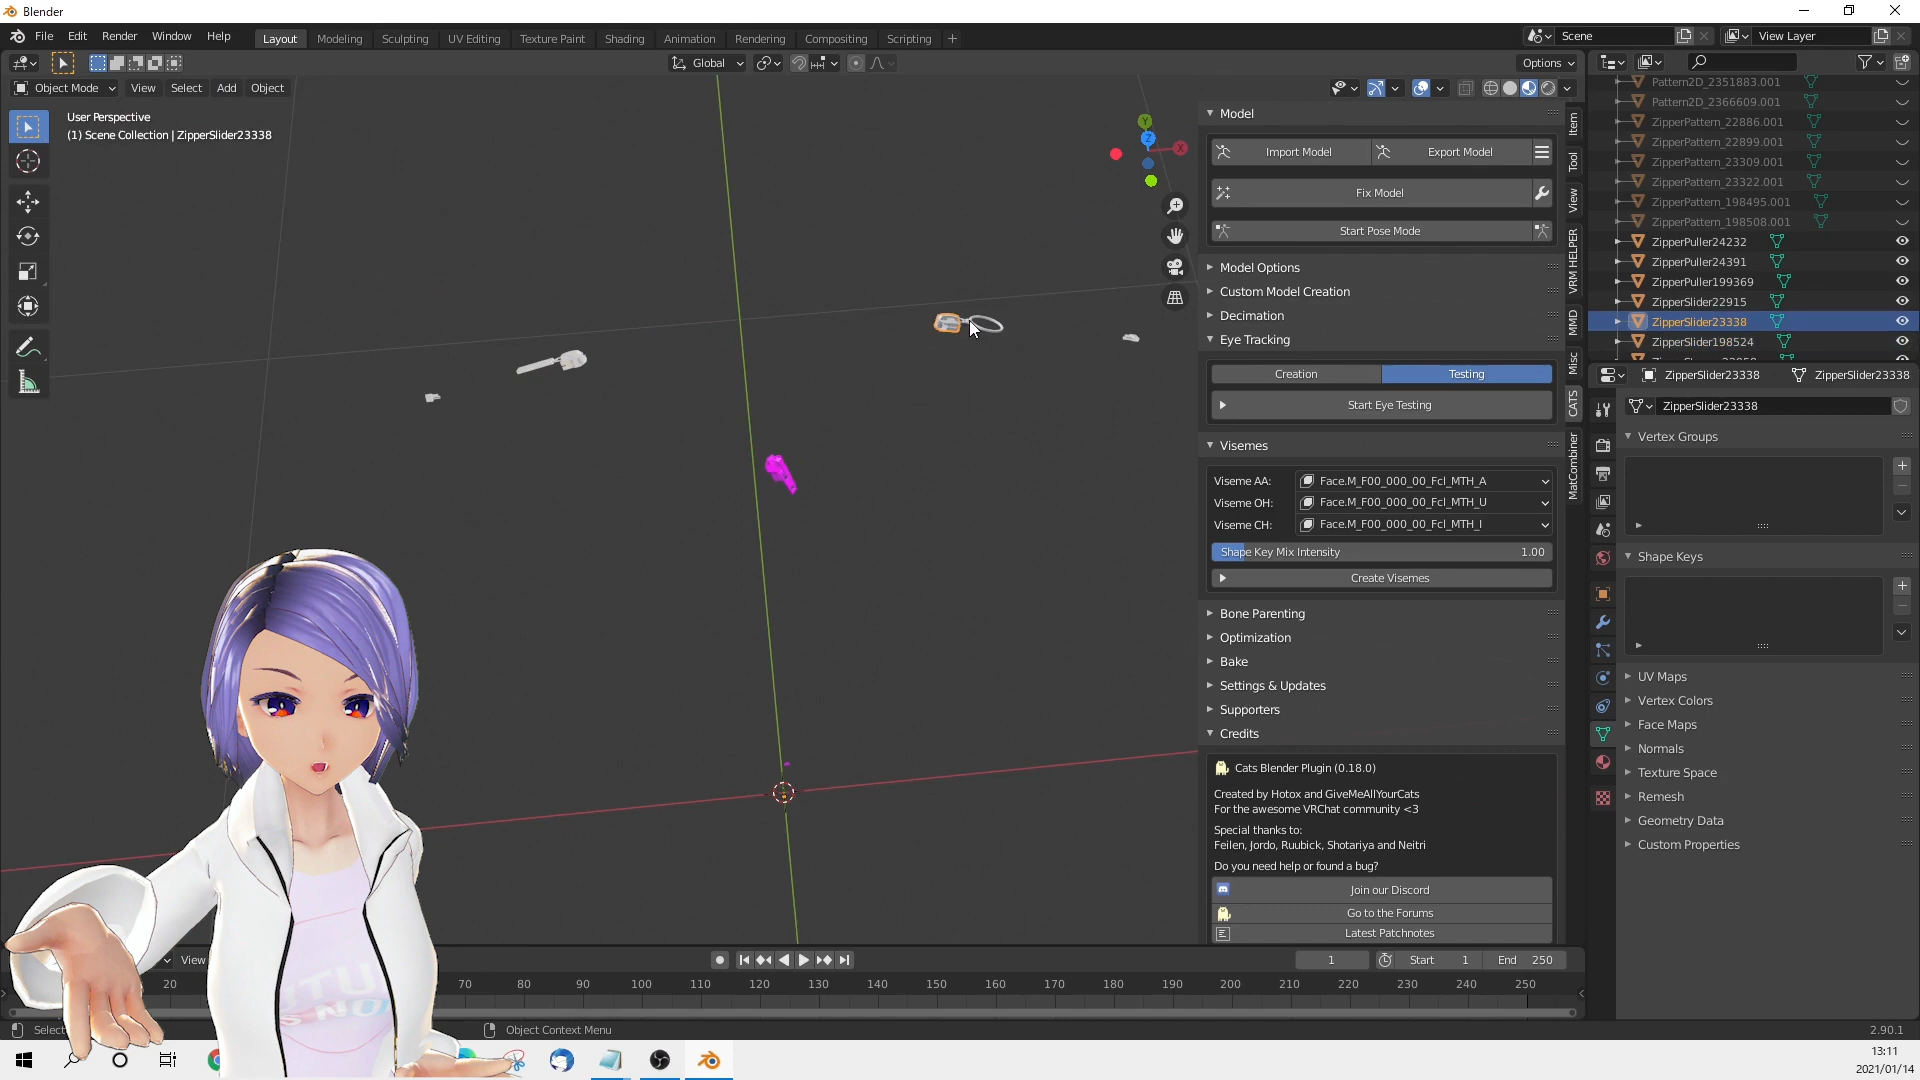 Blender
File Edit Render Window Help
Layout Modeling Sculpting UV Editing Texture Paint Shading Animation Rendering Compositing Scripting +
Scene
View Layer
Global
Options
Object Mode View Select Add Object
User Perspective
(1) Scene Collection | ZipperSlider23338
Y
Z
X
Model
Import Model
Export Model
Fix Model
Start Pose Mode
Model Options
Custom Model Creation
Decimation
Eye Tracking
Creation
Testing
Start Eye Testing
Visemes
Viseme AA: Face.M_F00_000_00_Fcl_MTH_A
Viseme OH: Face.M_F00_000_00_Fcl_MTH_U
Viseme CH: Face.M_F00_000_00_Fcl_MTH_I
Shape Key Mix Intensity 1.00
Create Visemes
Bone Parenting
Optimization
Bake
Settings & Updates
Supporters
Credits
Cats Blender Plugin (0.18.0)
Created by Hotox and GiveMeAllYourCats
For the awesome VRChat community <3
Special thanks to:
Feilen, Jordo, Ruubick, Shotariya and Neitri
Do you need help or found a bug?
Join our Discord
Go to the Forums
Latest Patchnotes
Item
Tool
View
VRM HELPER
MMD
Misc
CATS
MatCombiner
Pattern2D_2351883.001
Pattern2D_2366609.001
ZipperPattern_22886.001
ZipperPattern_22899.001
ZipperPattern_23309.001
ZipperPattern_23322.001
ZipperPattern_198495.001
ZipperPattern_198508.001
ZipperPuller24232
ZipperPuller24391
ZipperPuller199369
ZipperSlider22915
ZipperSlider23338
ZipperSlider198524
ZipperSlider23338 ZipperSlider23338
ZipperSlider23338
Vertex Groups
Shape Keys
UV Maps
Vertex Colors
Face Maps
Normals
Texture Space
Remesh
Geometry Data
Custom Properties
View
1
Start 1
End 250
20 70 80 90 100 110 120 130 140 150 160 170 180 190 200 210 220 230 240 250
Select
Object Context Menu
2.90.1
13:11
2021/01/14